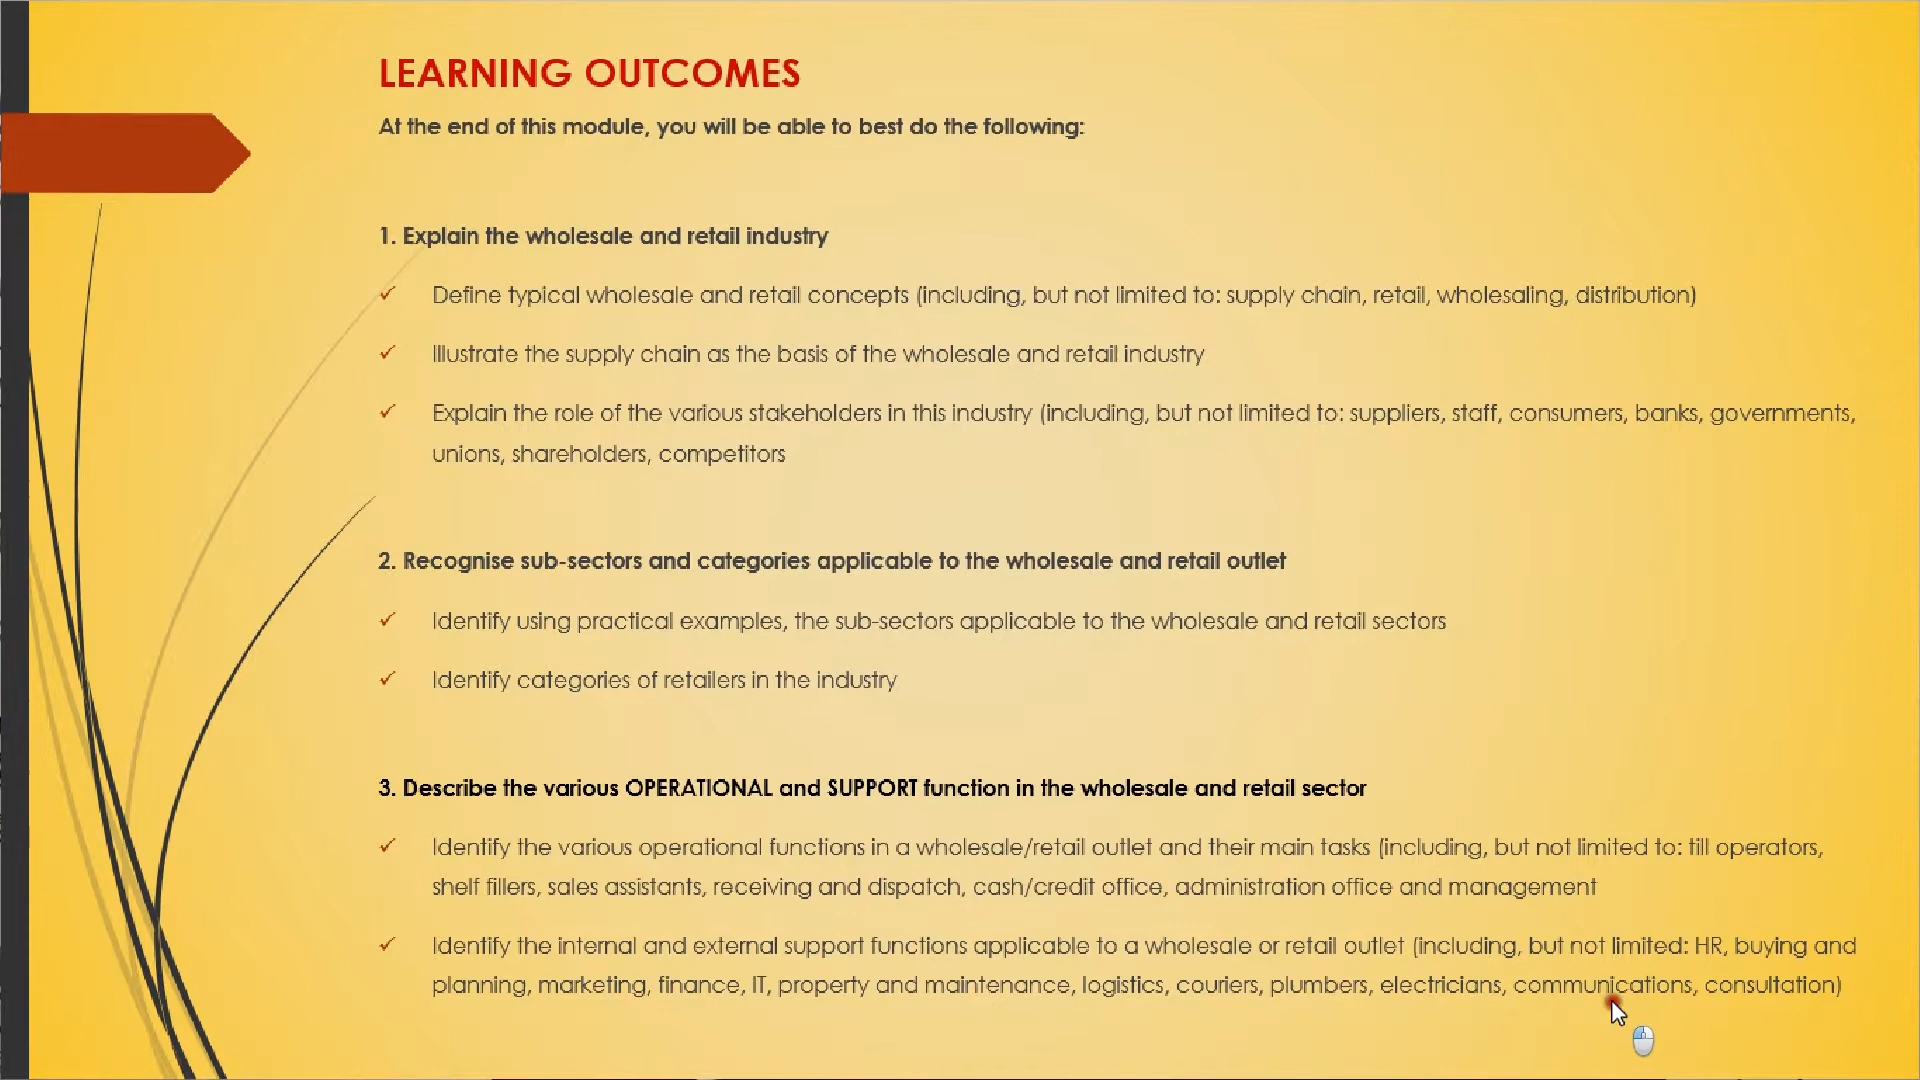 LEARNING OUTCOMES
At the end of this module, you will be able to best do the following:
1. Explain the wholesale and retail industry
✓ Define typical wholesale and retail concepts (including, but not limited to: supply chain, retail, wholesaling, distribution)
✓ Illustrate the supply chain as the basis of the wholesale and retail industry
✓ Explain the role of the various stakeholders in this industry (including, but not limited to: suppliers, staff, consumers, banks, governments,
unions, shareholders, competitors
2. Recognise sub-sectors and categories applicable to the wholesale and retail outlet
✓ Identify using practical examples, the sub-sectors applicable to the wholesale and retail sectors
✓ Identify categories of retailers in the industry
3. Describe the various OPERATIONAL and SUPPORT function in the wholesale and retail sector
✓ Identify the various operational functions in a wholesale/retail outlet and their main tasks (including, but not limited to: till operators,
shelf fillers, sales assistants, receiving and dispatch, cash/credit office, administration office and management
✓ Identify the internal and external support functions applicable to a wholesale or retail outlet (including, but not limited: HR, buying and
planning, marketing, finance, IT, property and maintenance, logistics, couriers, plumbers, electricians, communications, consultation)